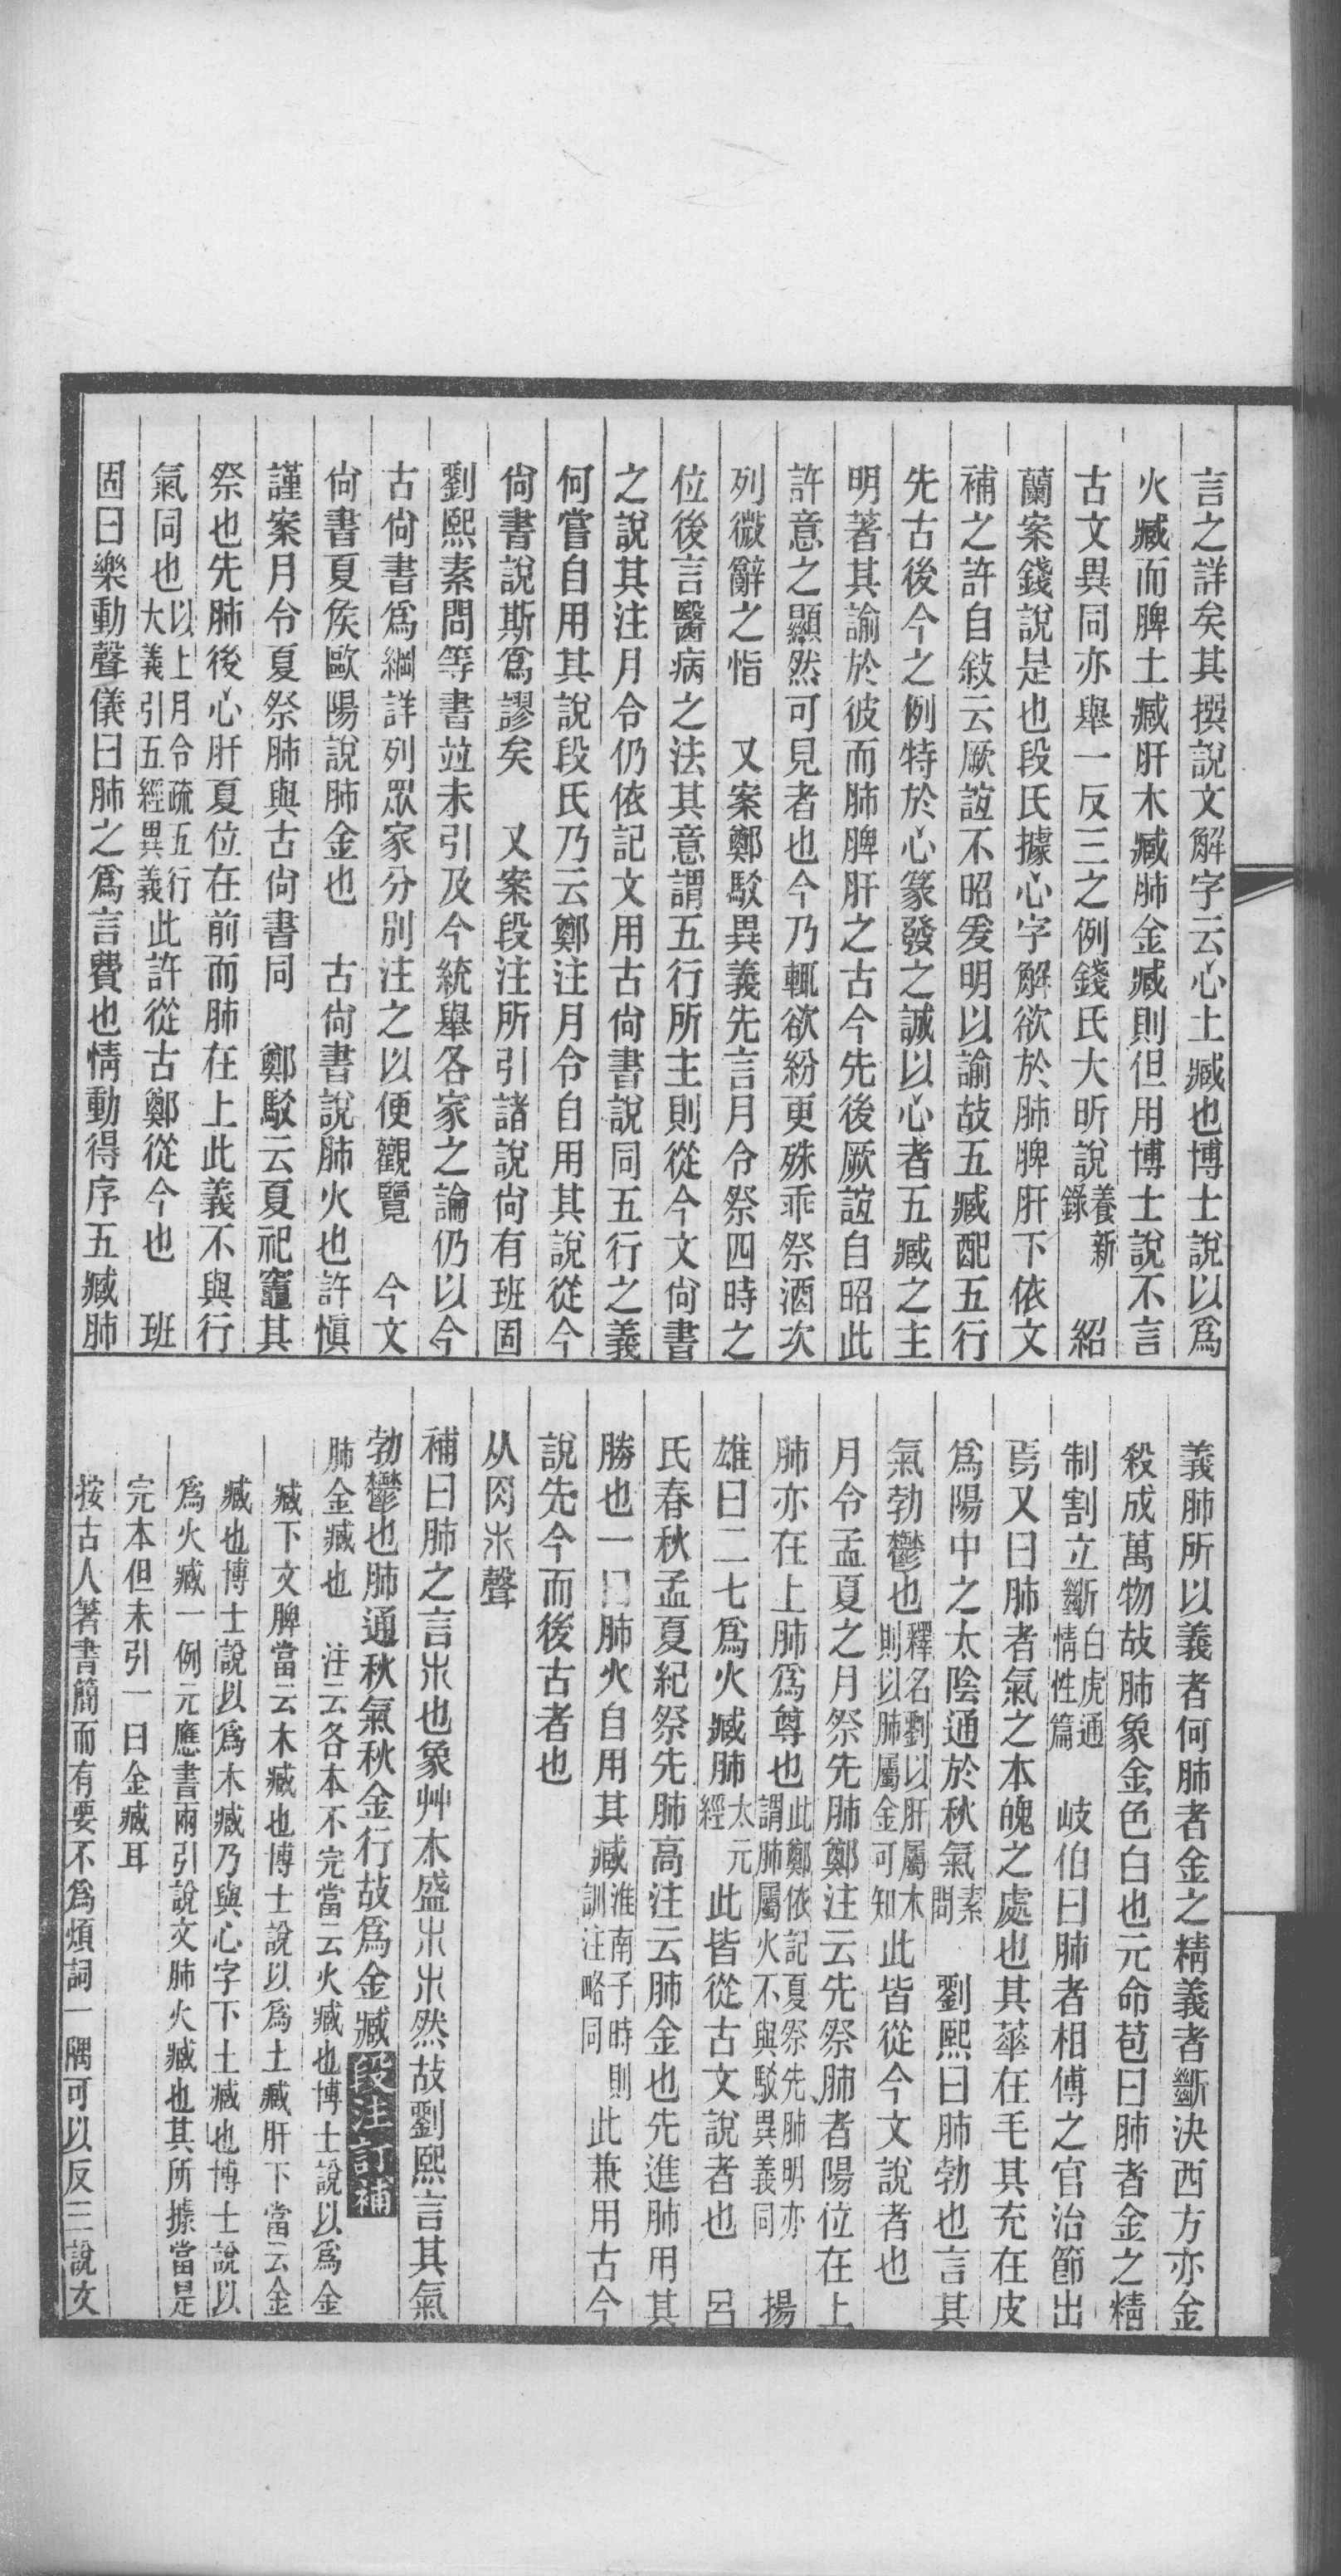 言之詳矣其撰說文解字云心土臧也博士說以爲
火臧而脾土臧肝木臧肺金臧則但用博士說不言
古文異同亦舉一反三之例錢氏大昕說養新錄　紹
蘭案錢說是也段氏據心字解欲於肺脾肝下依文
補之許自敍云厥誼不昭爰明以諭故五臧配五行
先古後今之例特於心篆發之誠以心者五臧之主
明著其諭於彼而肺脾肝之古今先後厥誼自昭此
許意之顯然可見者也今乃輒欲紛更殊乖祭酒次
列微辭之恉　又案鄭駁異義先言月令祭四時之
位後言醫病之法其意謂五行所主則從今文尙書
之說其注月令仍依記文用古尙書說同五行之義
何嘗自用其說段氏乃云鄭注月令自用其說從今
尙書說斯爲謬矣　又案段注所引諸說尙有班固
劉熙素問等書竝未引及今統舉各家之論仍以今
古尙書爲綱詳列眾家分別注之以便觀覽　今文
尙書夏矦歐陽說肺金也　古尙書說肺火也許愼
謹案月令夏祭肺與古尙書同　鄭駁云夏祀竈其
祭也先肺後心肝夏位在前而肺在上此義不與行
氣同也以上月令疏五行大義引五經異義此許從古鄭從今也　班
固曰樂動聲儀曰肺之爲言費也情動得序五臧肺
義肺所以義者何肺者金之精義者斷決西方亦金
殺成萬物故肺象金色白也元命苞曰肺者金之精
制割立斷白虎通情性篇　岐伯曰肺者相傅之官治節出
焉又曰肺者氣之本魄之處也其華在毛其充在皮
爲陽中之太陰通於秋氣素問　劉熙曰肺勃也言其
氣勃鬱也釋名劉以肝屬木則以肺屬金可知此皆從今文說者也
月令孟夏之月祭先肺鄭注云先祭肺者陽位在上
肺亦在上肺爲尊也此鄭依記夏祭先肺明亦謂肺屬火不與駁異義同　揚
雄曰二七爲火臧肺太元經　此皆從古文說者也　呂
氏春秋孟夏紀祭先肺高注云肺金也先進肺用其
勝也一曰肺火自用其臧淮南子時則訓注略同此兼用古今
說先今而後古者也
从肉巿聲
補曰肺之言巿也象艸木盛巿巿然故劉熙言其氣
勃鬱也肺通秋氣秋金行故爲金臧段注訂補
肺金臧也　注云各本不完當云火臧也博士說以爲金
臧下文脾當云木臧也博士說以爲土臧肝下當云金
臧也博士說以爲木臧乃與心字下土臧也博士說以
爲火臧一例元應書兩引說文肺火臧也其所據當是
完本但未引一曰金臧耳
按古人著書簡而有要不爲煩詞一隅可以反三說文